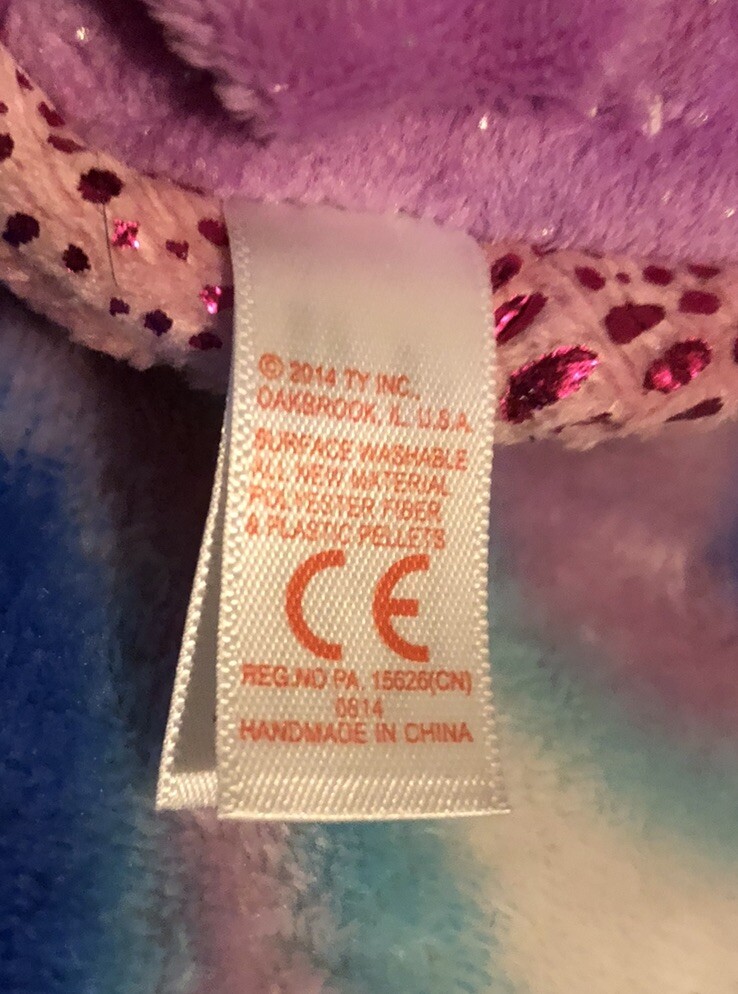 © 2014 TY INC.,
OAKBROOK, IL, U.S.A.
SURFACE WASHABLE
ALL NEW MATERIAL
POLYESTER FIBER
& PLASTIC PELLETS
CE
REG.NO PA. 15626(CN)
0814
HANDMADE IN CHINA